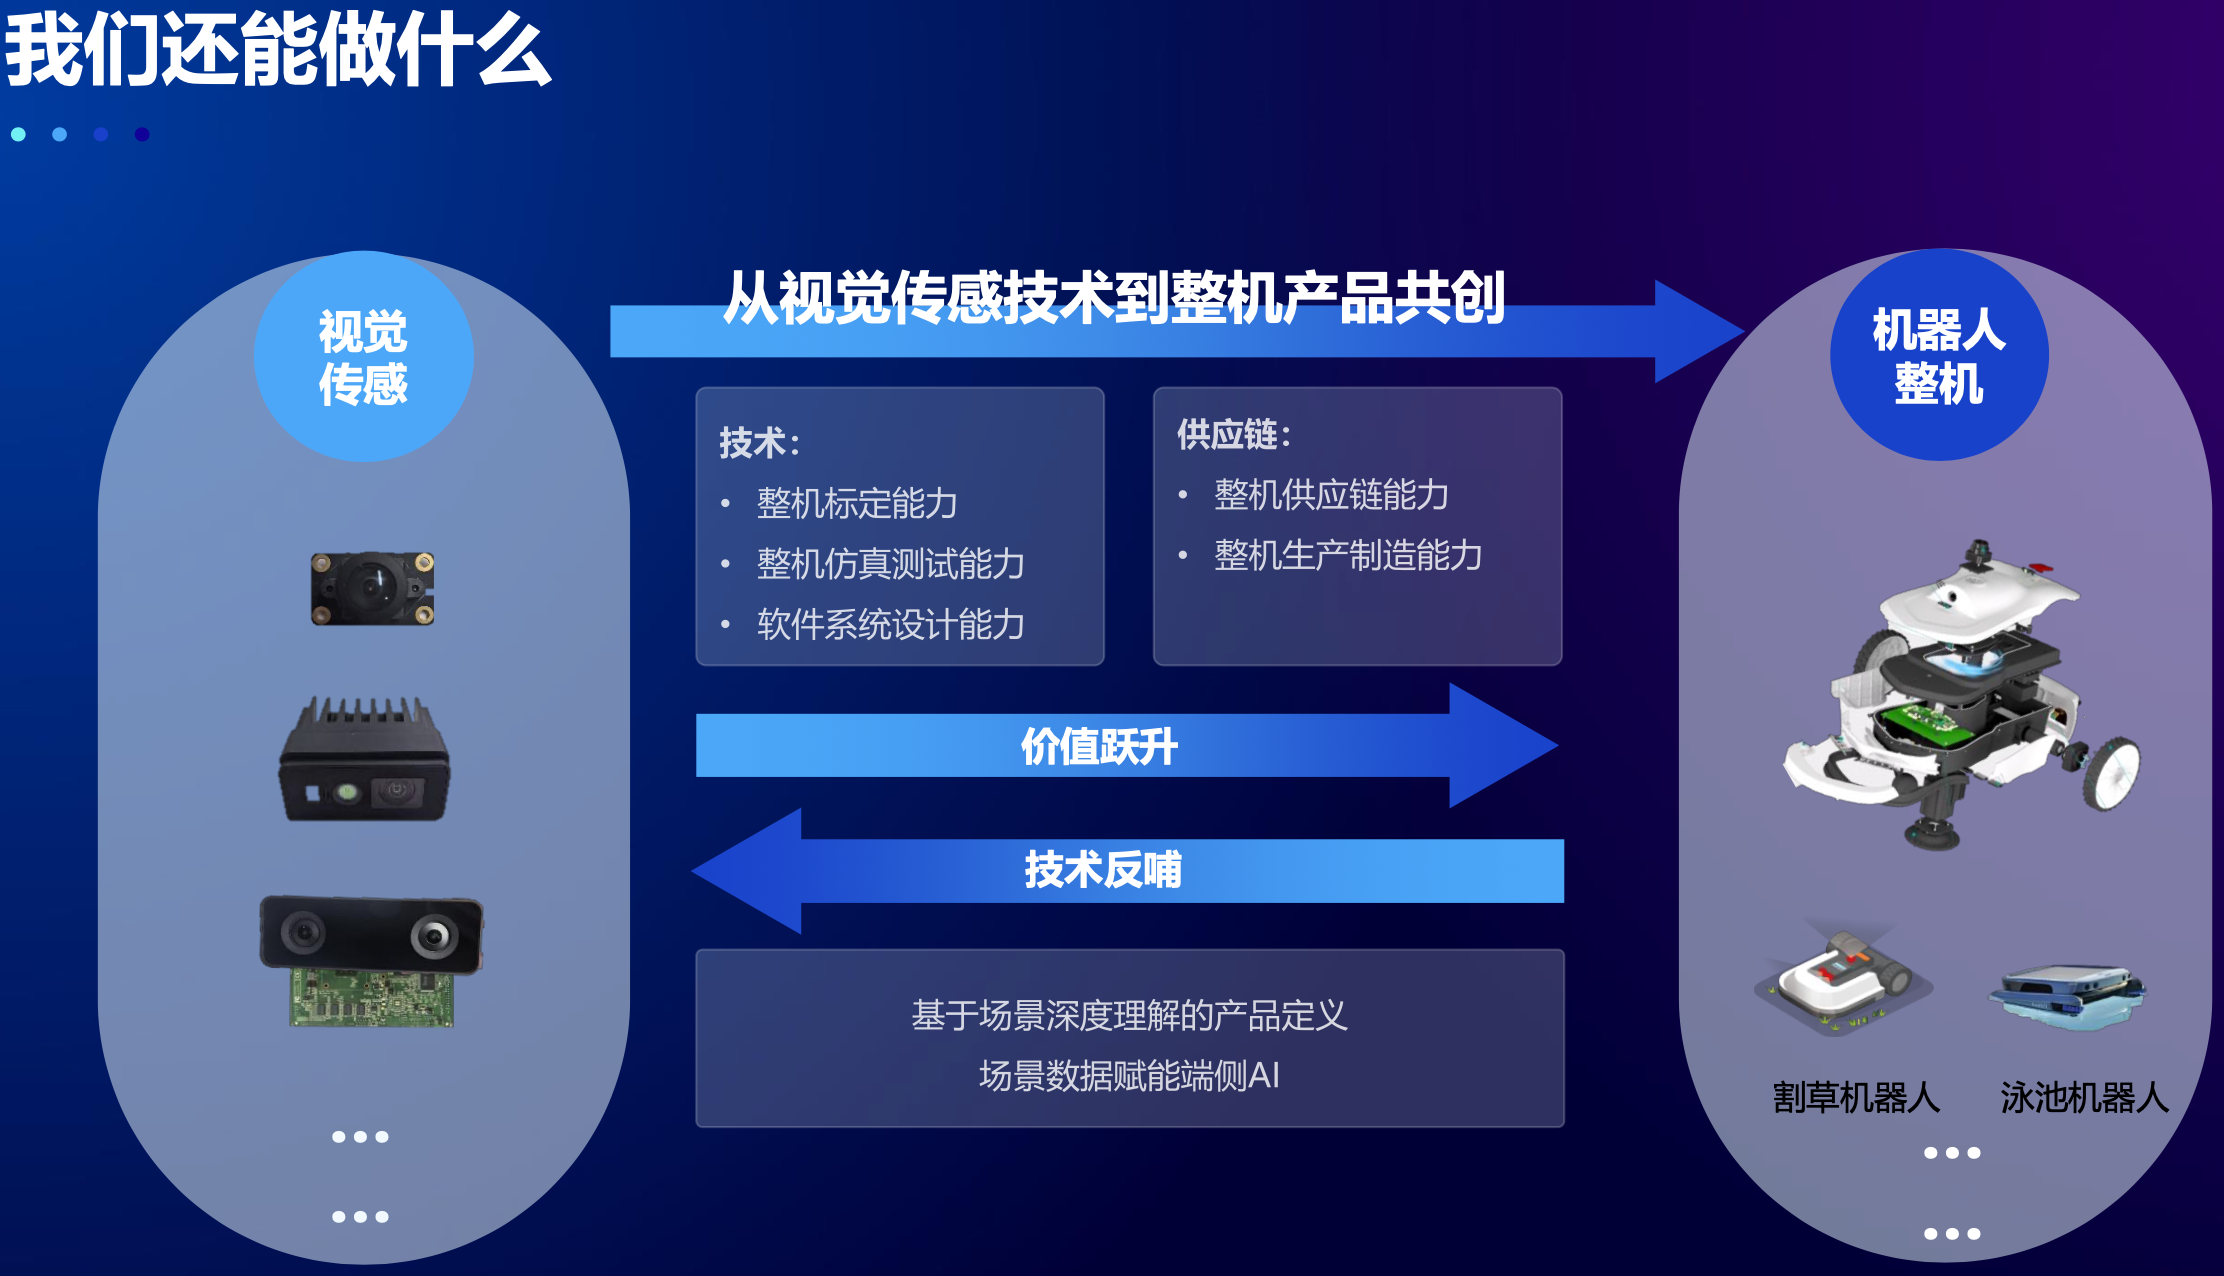 我们还能做什么
视觉
传感
从视觉传感技术到整机产品共创
机器人
整机
技术：
• 整机标定能力
• 整机仿真测试能力
• 软件系统设计能力
供应链：
• 整机供应链能力
• 整机生产制造能力
价值跃升
技术反哺
基于场景深度理解的产品定义
场景数据赋能端侧AI
割草机器人
泳池机器人
...
...
...
...